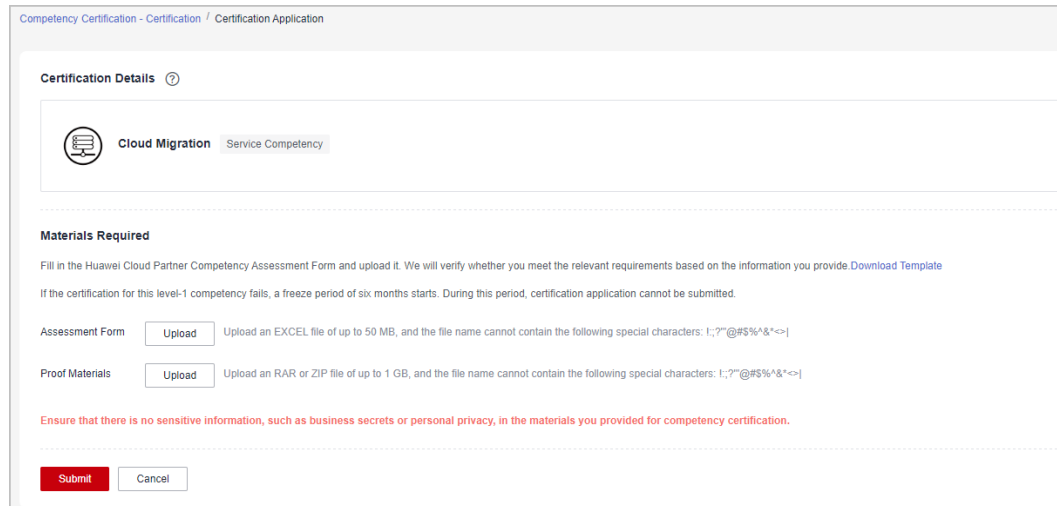 Competency Certification - Certification / Certification Application
Certification Details ?
Cloud Migration Service Competency
Materials Required
Fill in the Huawei Cloud Partner Competency Assessment Form and upload it. We will verify whether you meet the relevant requirements based on the information you provide.Download Template
If the certification for this level-1 competency fails, a freeze period of six months starts. During this period, certification application cannot be submitted.
Assessment Form Upload Upload an EXCEL file of up to 50 MB, and the file name cannot contain the following special characters: !:;?'"@#$%^&*<>|
Proof Materials Upload Upload an RAR or ZIP file of up to 1 GB, and the file name cannot contain the following special characters: !:;?'"@#$%^&*<>|
Ensure that there is no sensitive information, such as business secrets or personal privacy, in the materials you provided for competency certification.
Submit Cancel